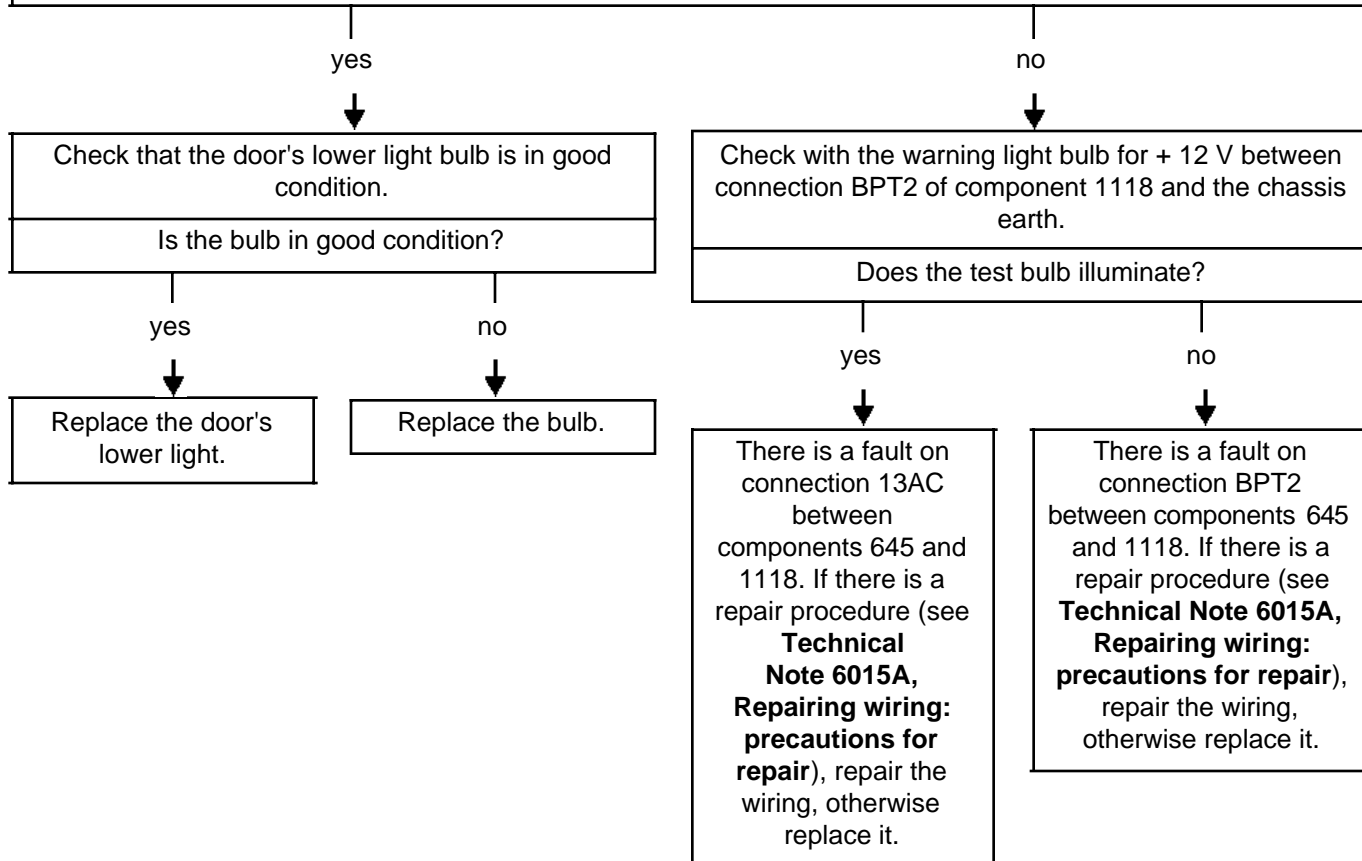 yes
no
Check that the door's lower light bulb is in good
condition.
Is the bulb in good condition?
Check with the warning light bulb for + 12 V between
connection BPT2 of component 1118 and the chassis
earth.
Does the test bulb illuminate?
yes
no
yes
no
Replace the door's
lower light.
Replace the bulb.
There is a fault on
connection 13AC
between
components 645 and
1118. If there is a
repair procedure (see
Technical
Note 6015A,
Repairing wiring:
precautions for
repair), repair the
wiring, otherwise
replace it.
There is a fault on
connection BPT2
between components 645
and 1118. If there is a
repair procedure (see
Technical Note 6015A,
Repairing wiring:
precautions for repair),
repair the wiring,
otherwise replace it.